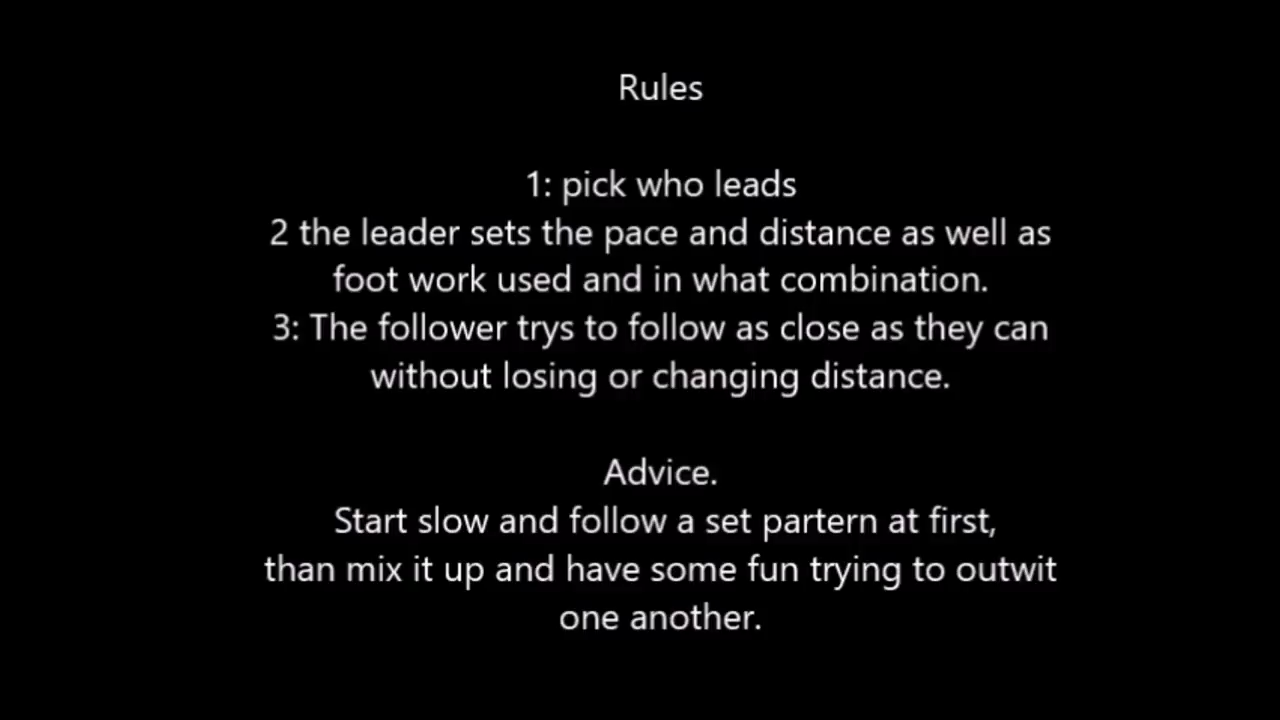 Rules
1: pick who leads
2 the leader sets the pace and distance as well as
foot work used and in what combination.
3: The follower trys to follow as close as they can
without losing or changing distance.
Advice.
Start slow and follow a set partern at first,
than mix it up and have some fun trying to outwit
one another.